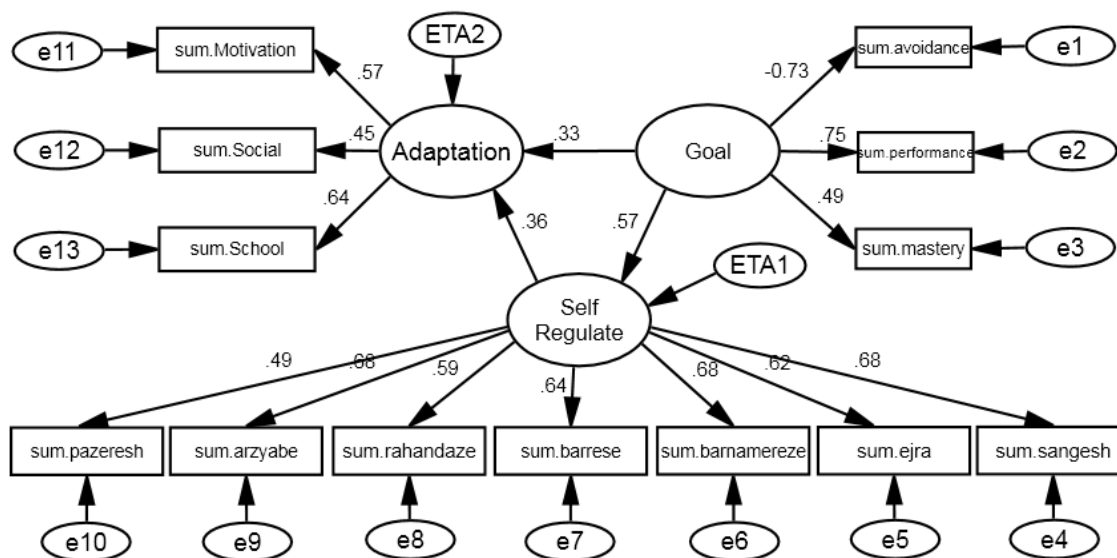 ETA2
e11
sum.Motivation
sum.avoidance
e1
.57
-0.73
e12
sum.Social
.45
Adaptation
.33
Goal
.75
sum.performance
e2
.64
.49
e13
sum.School
.36
.57
sum.mastery
e3
ETA1
Self
Regulate
.49
.68
.59
.64
.68
.62
.68
sum.pazeresh
sum.arzyabe
sum.rahandaze
sum.barrese
sum.barnamereze
sum.ejra
sum.sangesh
e10
e9
e8
e7
e6
e5
e4